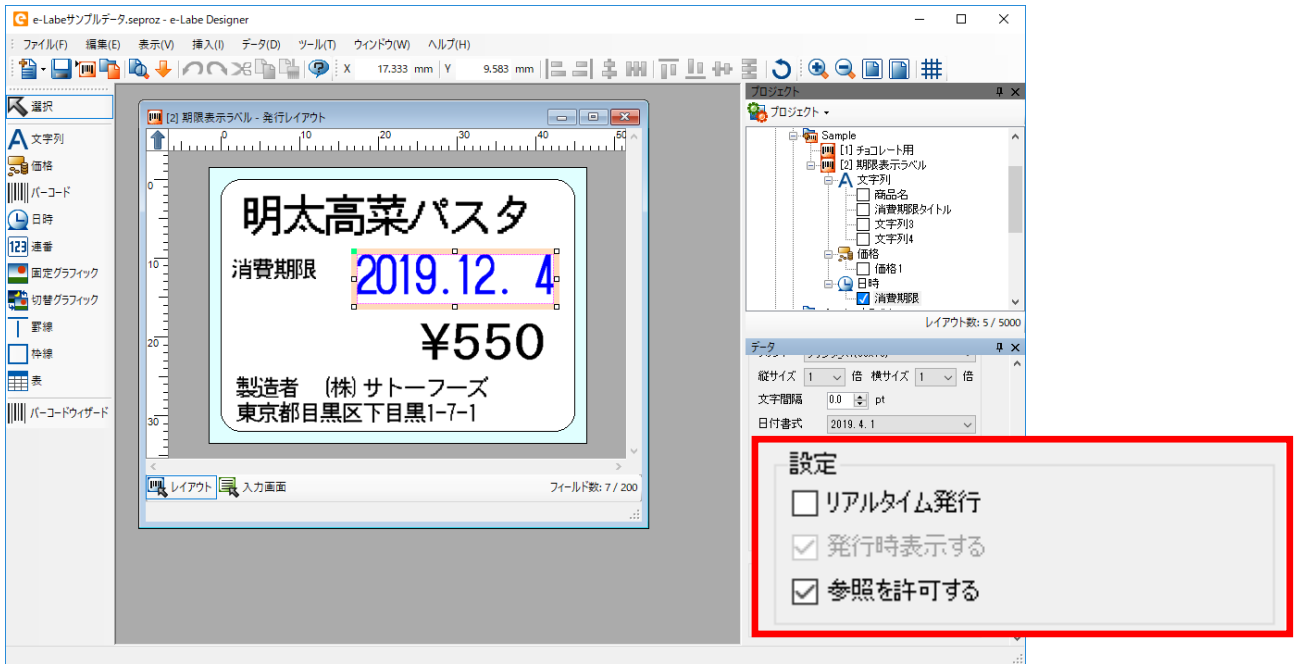 e-Labeサンプルデータ.seproz - e-Labe Designer
ファイル(F) 編集(E) 表示(V) 挿入(I) データ(D) ツール(T) ウィンドウ(W) ヘルプ(H)
X 17.333 mm Y 9.583 mm
選択
文字列
価格
バーコード
日時
123 連番
固定グラフィック
切替グラフィック
罫線
枠線
表
バーコードウィザード
[2] 期限表示ラベル - 発行レイアウト
0 10 20 30 40 50
0
10
20
30
明太高菜パスタ
消費期限 2019.12. 4
¥550
製造者 (株)サトーフーズ
東京都目黒区下目黒1-7-1
レイアウト 入力画面 フィールド数: 7 / 200
プロジェクト
プロジェクト
Sample
[1] チョコレート用
[2] 期限表示ラベル
文字列
商品名
消費期限タイトル
文字列3
文字列4
価格
価格1
日時
消費期限
レイアウト数: 5 / 5000
データ
縦サイズ 1 倍 横サイズ 1 倍
文字間隔 0.0 pt
日付書式 2019. 4. 1
設定
リアルタイム発行
発行時表示する
参照を許可する